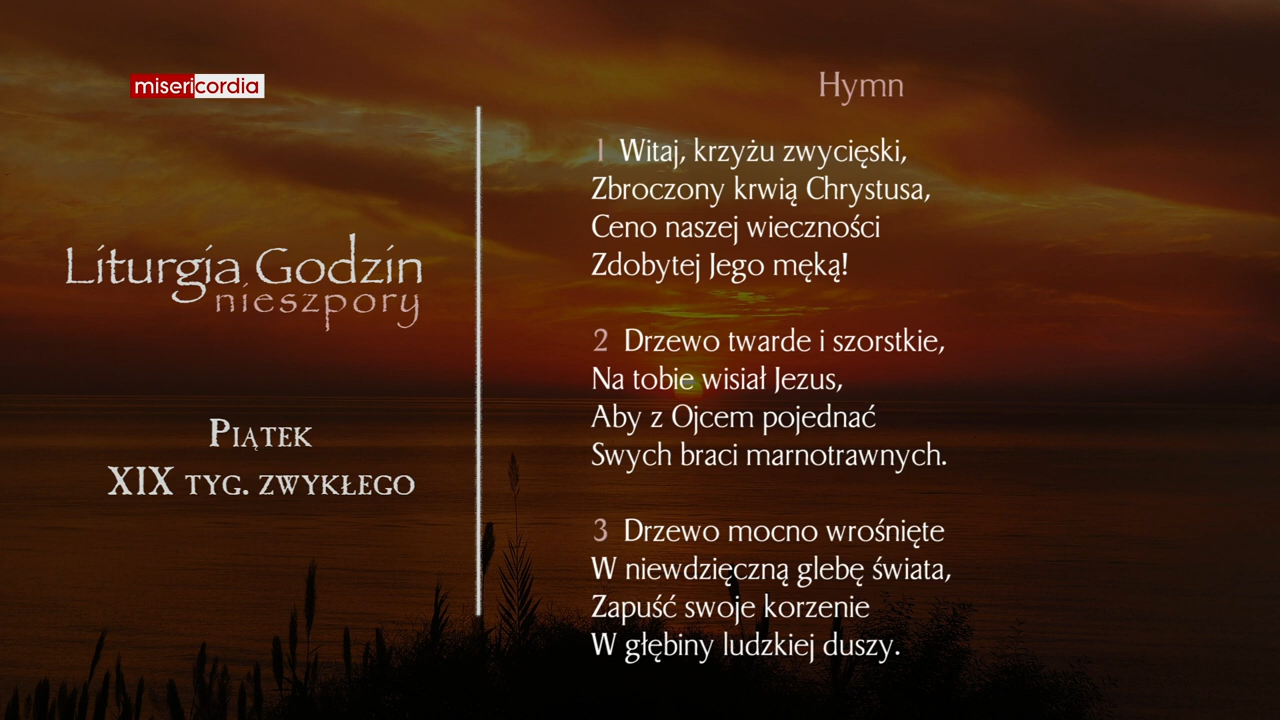 misericordia
Liturgia Godzin
nieszpory
Piątek
XIX tyg. zwykłego
Hymn
1 Witaj, krzyżu zwycięski,
Zbroczony krwią Chrystusa,
Ceno naszej wieczności
Zdobytej Jego męką!
2 Drzewo twarde i szorstkie,
Na tobie wisiał Jezus,
Aby z Ojcem pojednać
Swych braci marnotrawnych.
3 Drzewo mocno wrośnięte
W niewdzięczną glebę świata,
Zapuść swoje korzenie
W głębiny ludzkiej duszy.